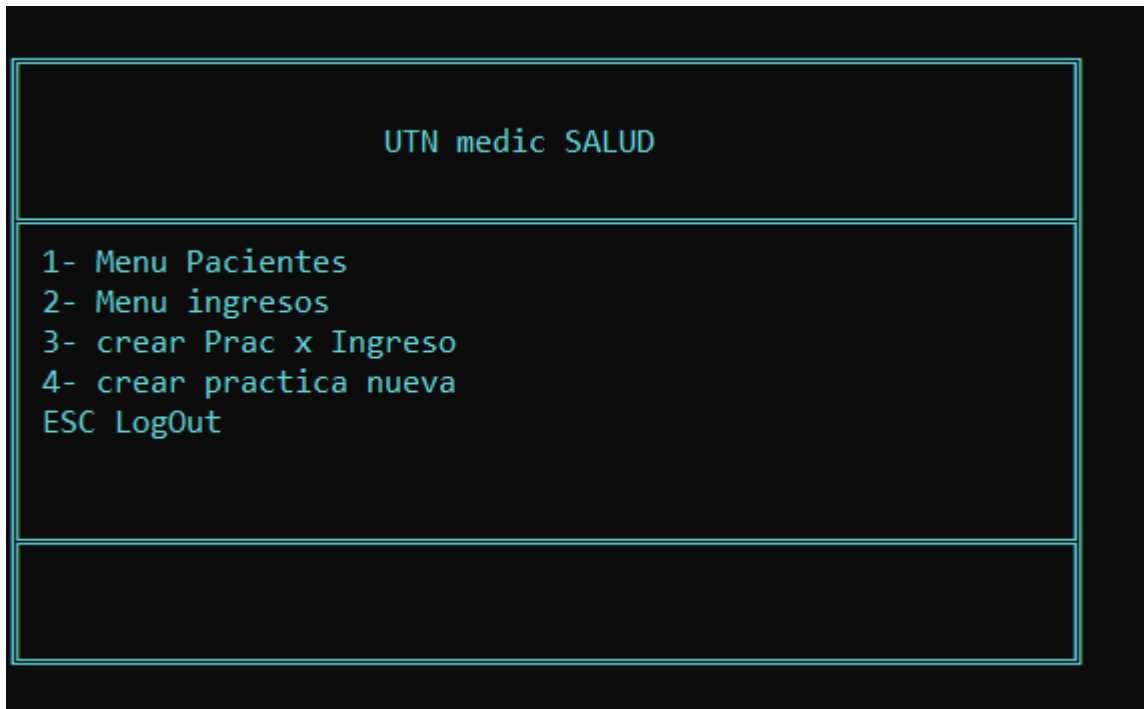 UTN medic SALUD
1- Menu Pacientes
2- Menu ingresos
3- crear Prac x Ingreso
4- crear practica nueva
ESC LogOut